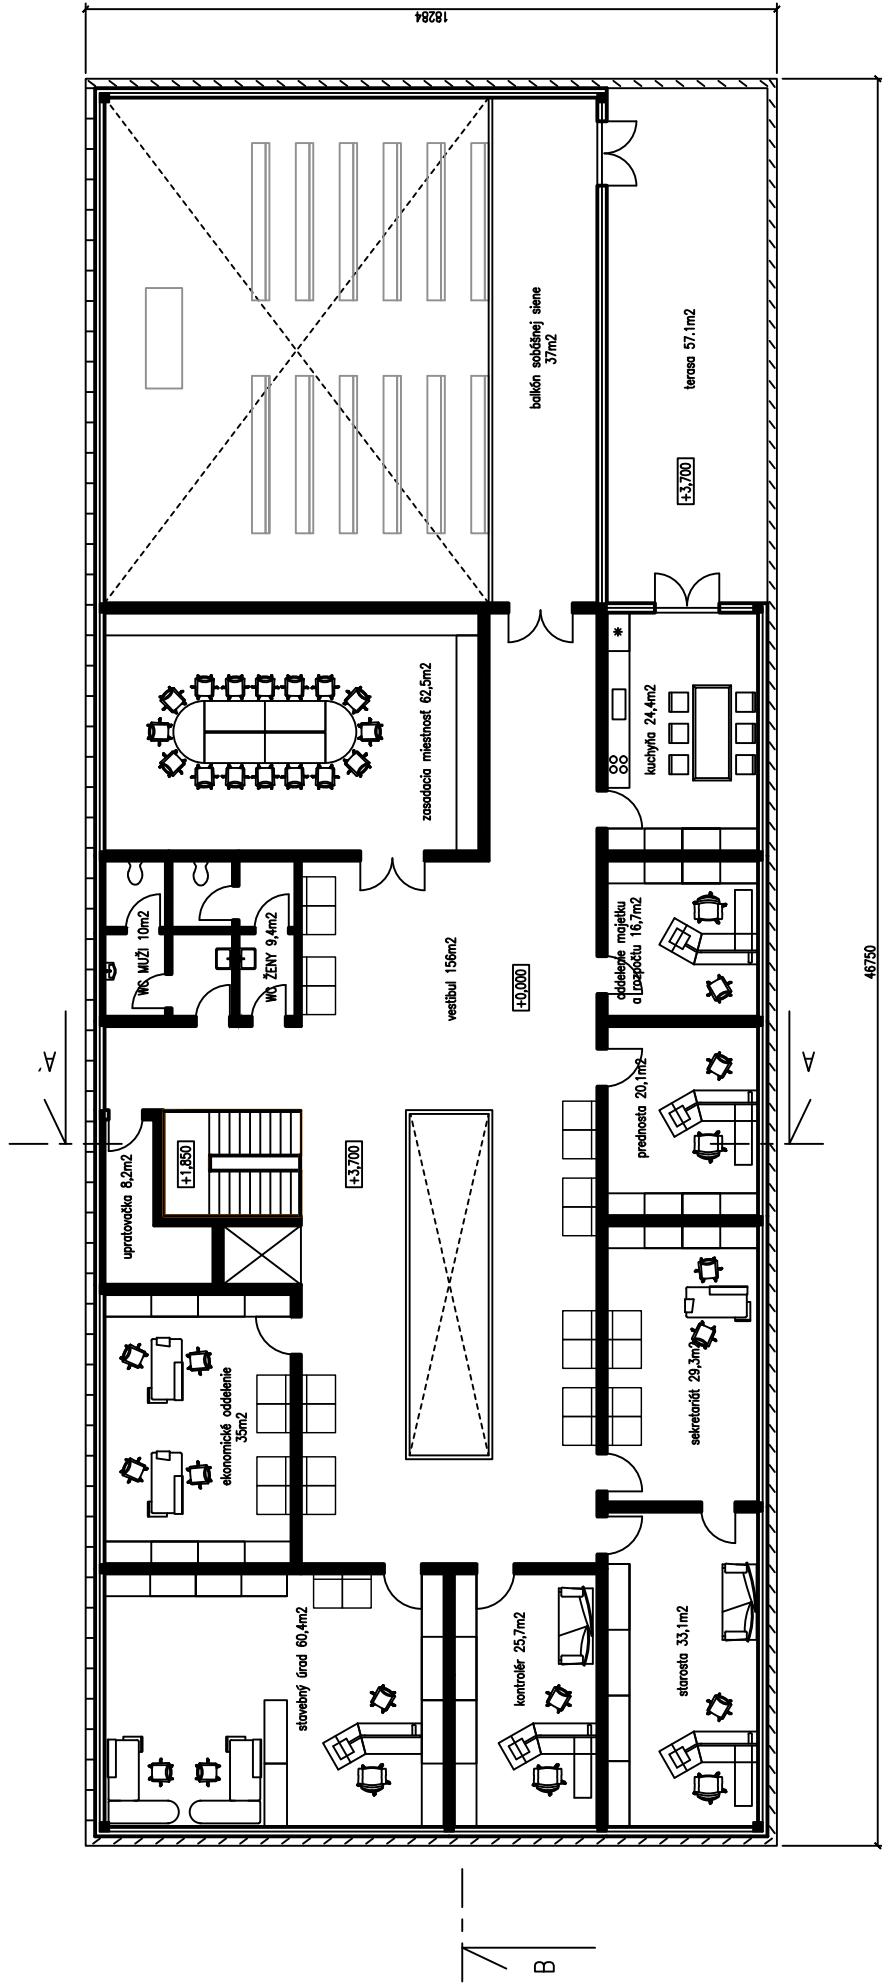 18284
46750
balkón sobášnej siene
37m2
terasa 57.1m2
+3,700
zasadacia miestnosť 62,5m2
kuchyňa 24,4m2
WC MUŽI 10m2
WC ŽENY 9,4m2
vestibul 156m2
+0,000
oddelenie majetku
a rozpočtu 16,7m2
A'
A
prednosta 20,1m2
upratovačka 8,2m2
+1,850
+3,700
ekonomické oddelenie
35m2
sekretariát 29,3m2
stavebný úrad 60,4m2
kontrolér 25,7m2
starosta 33,1m2
B